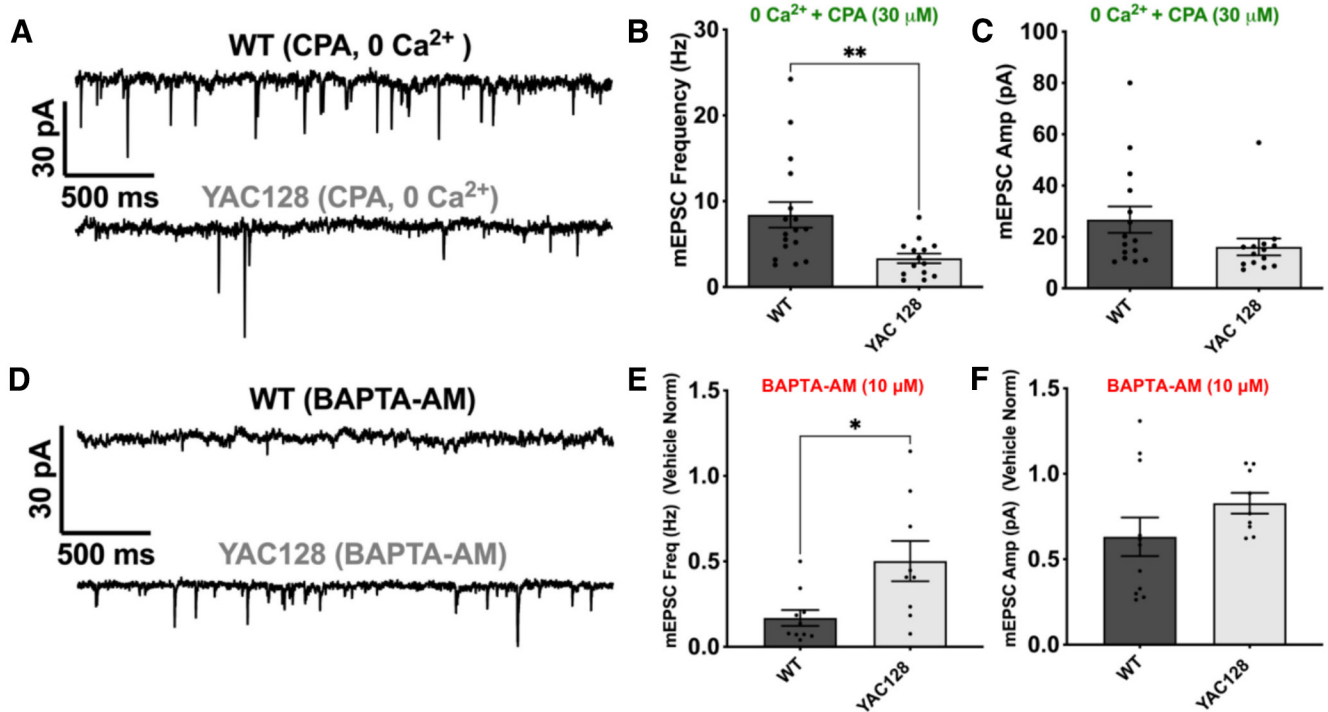 A
WT (CPA, 0 Ca²⁺ )
30 pA
500 ms
YAC128 (CPA, 0 Ca²⁺)
B
0 Ca²⁺ + CPA (30 μM)
mEPSC Frequency (Hz)
30
20
10
0
**
WT
YAC 128
C
0 Ca²⁺ + CPA (30 μM)
mEPSC Amp (pA)
100
80
60
40
20
0
WT
YAC 128
D
WT (BAPTA-AM)
30 pA
500 ms
YAC128 (BAPTA-AM)
E
BAPTA-AM (10 μM)
mEPSC Freq (Hz) (Vehicle Norm)
1.5
1.0
0.5
0.0
*
WT
YAC128
F
BAPTA-AM (10 μM)
mEPSC Amp (pA) (Vehicle Norm)
1.5
1.0
0.5
0.0
WT
YAC128